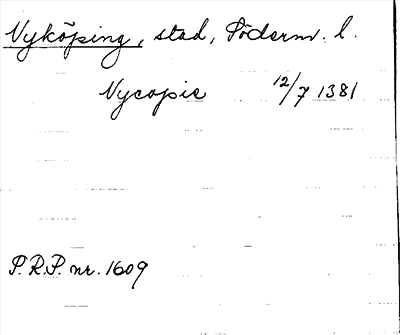 Nyköping, stad, Söderm. l.
Nycopie 12/7 1381
P.R.P. nr. 1609